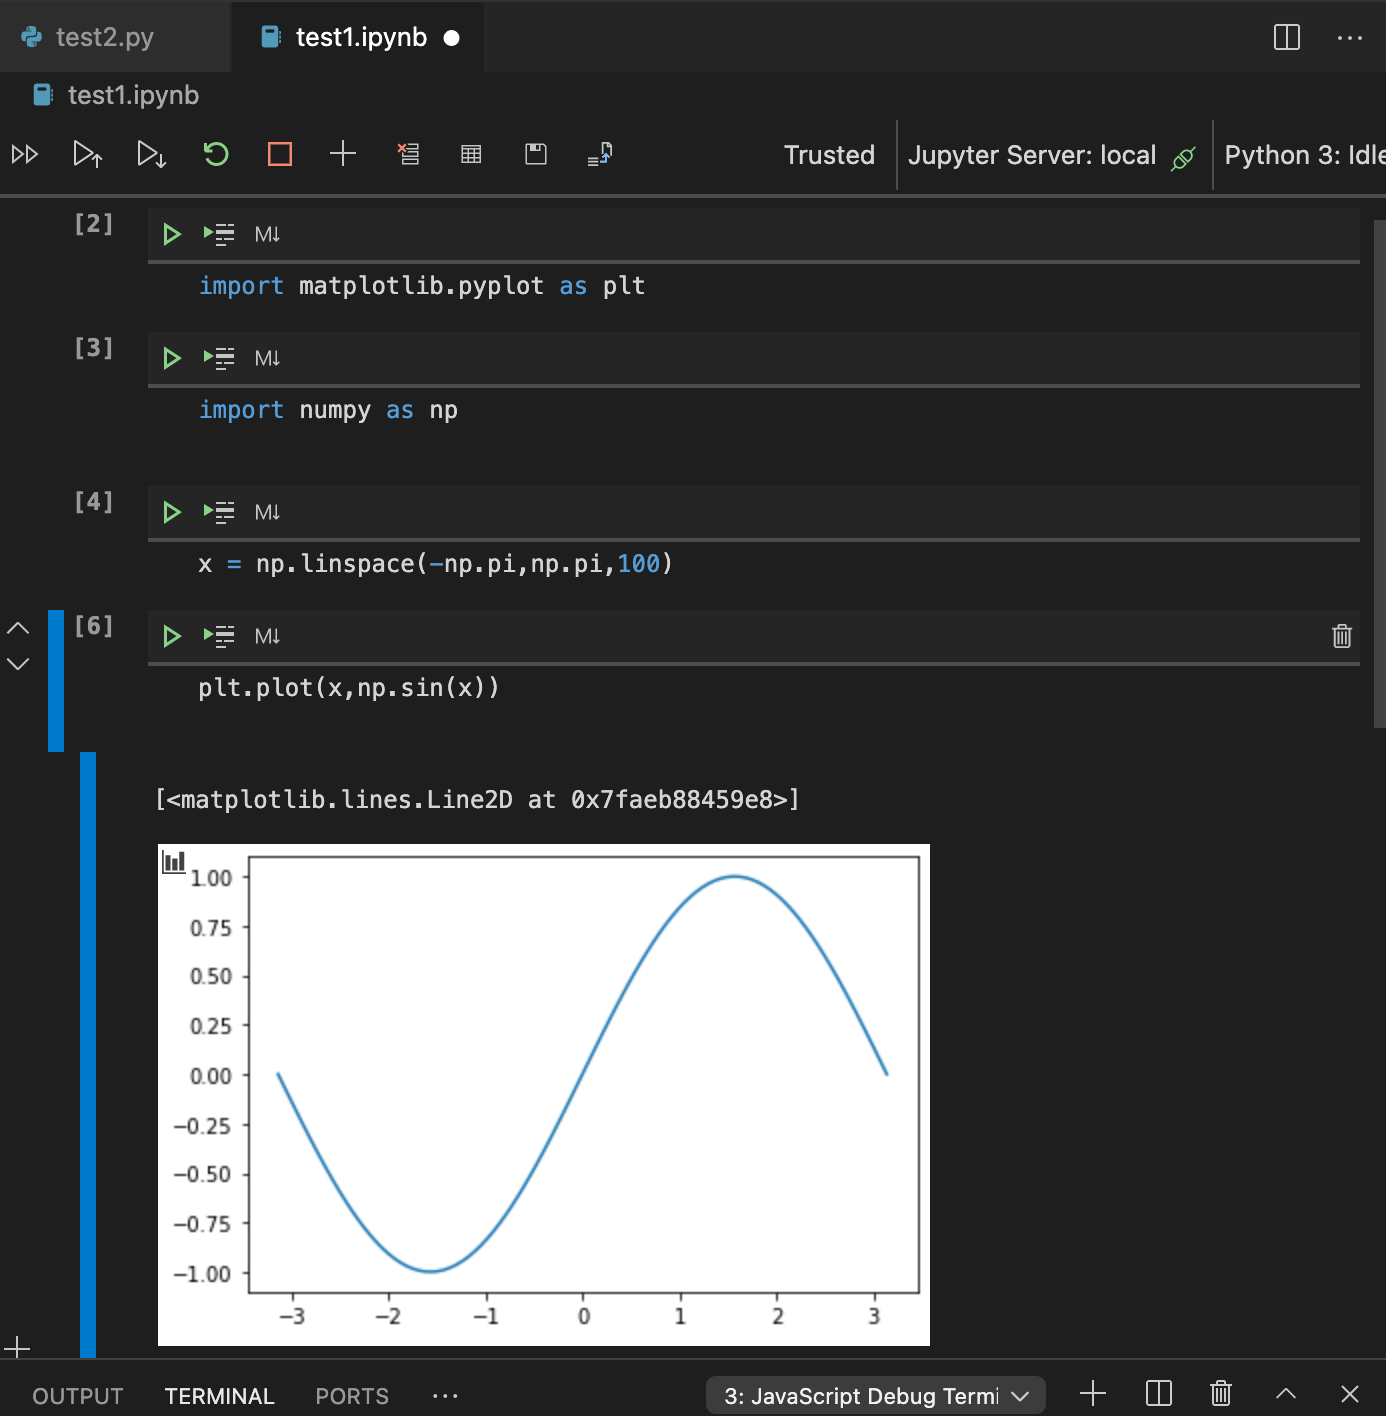 test2.py test1.ipynb
test1.ipynb
Trusted Jupyter Server: local Python 3: Idle
[2] M↓
import matplotlib.pyplot as plt
[3] M↓
import numpy as np
[4] M↓
x = np.linspace(-np.pi,np.pi,100)
[6] M↓
plt.plot(x,np.sin(x))
[<matplotlib.lines.Line2D at 0x7faeb88459e8>]
1.00
0.75
0.50
0.25
0.00
−0.25
−0.50
−0.75
−1.00
−3 −2 −1 0 1 2 3
OUTPUT TERMINAL PORTS ··· 3: JavaScript Debug Termi